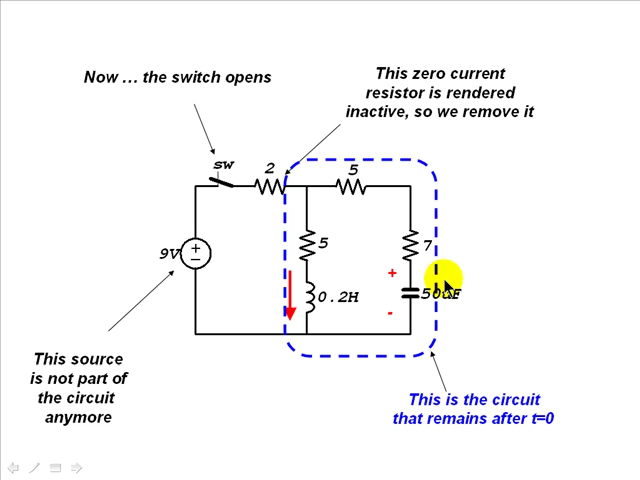 Now … the switch opens
This zero current
resistor is rendered
inactive, so we remove it
sw
2
5
9V
+
−
5
7
0.2H
+
-
This source
is not part of
the circuit
anymore
This is the circuit
that remains after t=0